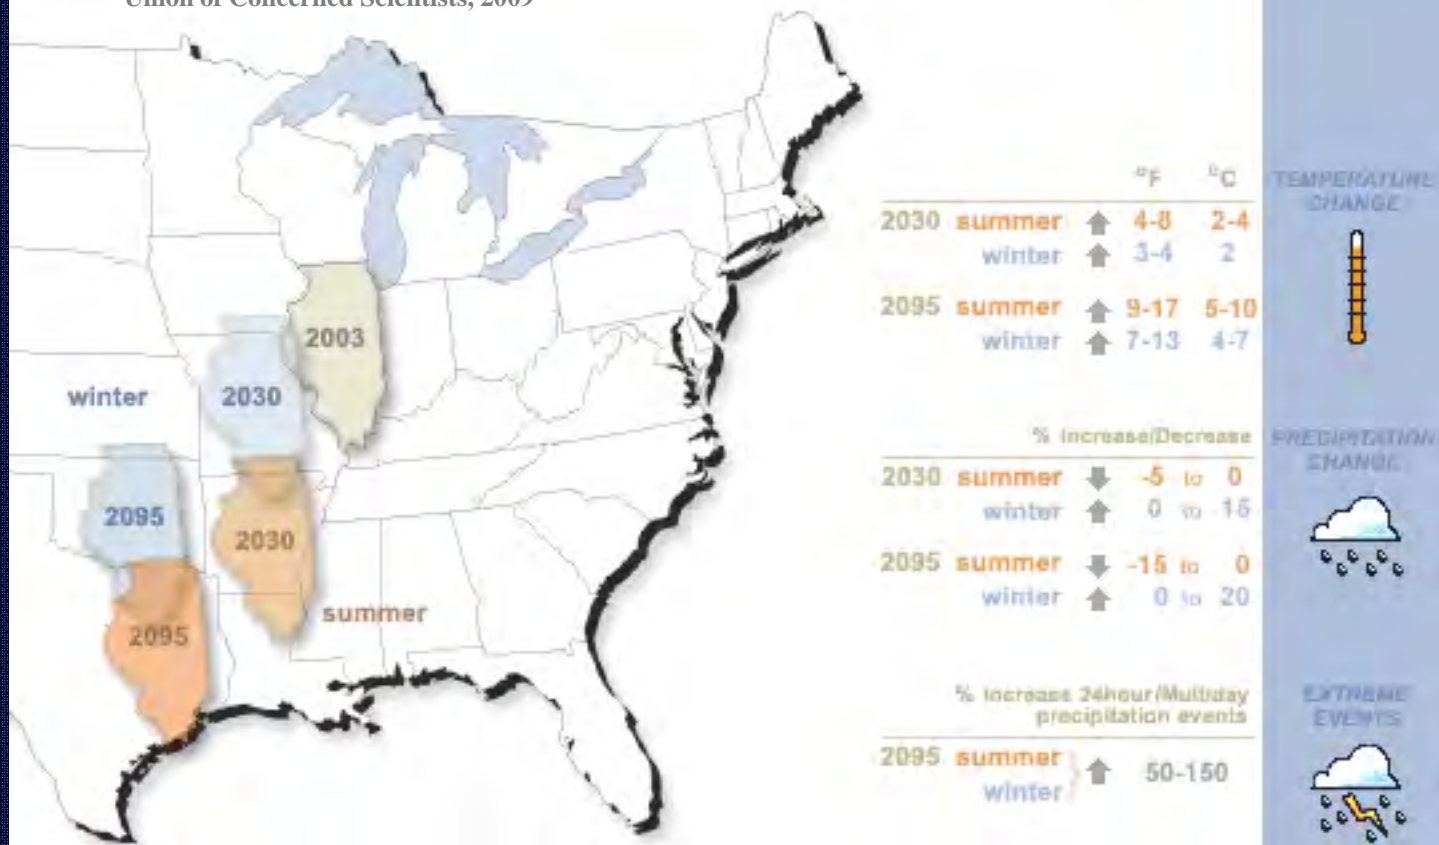 Union of Concerned Scientists, 2009
2003
winter
2030
2095
2030
summer
2095
°F °C
2030 summer 4-8 2-4
winter 3-4 2
2095 summer 9-17 5-10
winter 7-13 4-7
TEMPERATURE
CHANGE
% Increase/Decrease
2030 summer -5 to 0
winter 0 to 15
2095 summer -15 to 0
winter 0 to 20
PRECIPITATION
CHANGE
% Increase 24hour/Multiday
precipitation events
2095 summer
winter
50-150
EXTREME
EVENTS